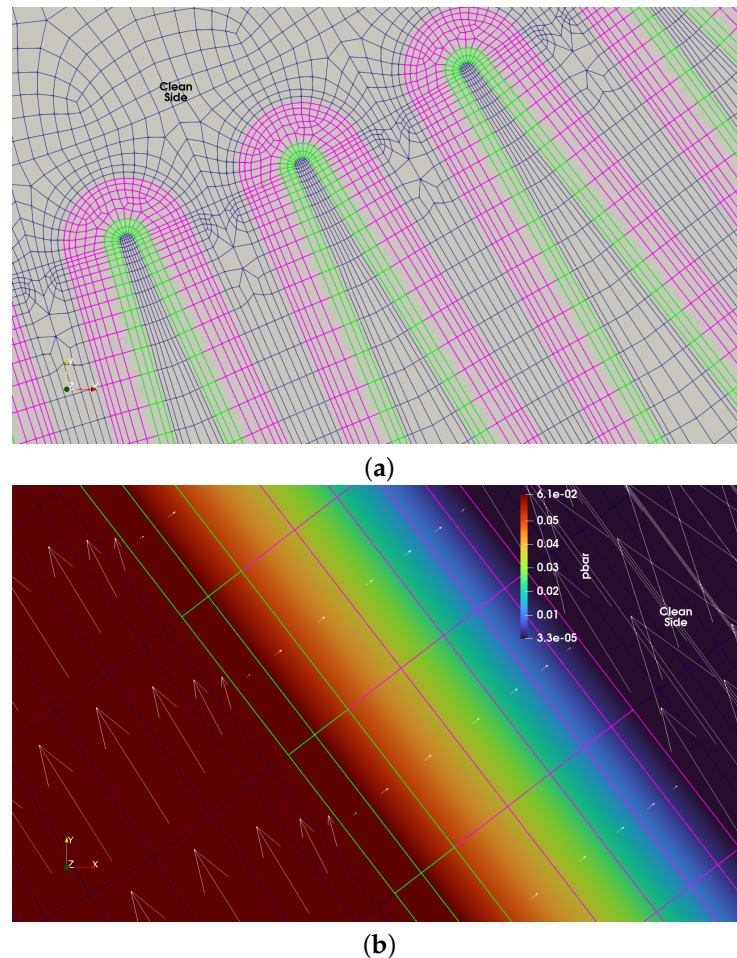 Clean
Side
Y
Z
(a)
6.1e-02
0.05
0.04
0.03
0.02
0.01
3.3e-05
pbar
Clean
Side
Y
Z X
(b)